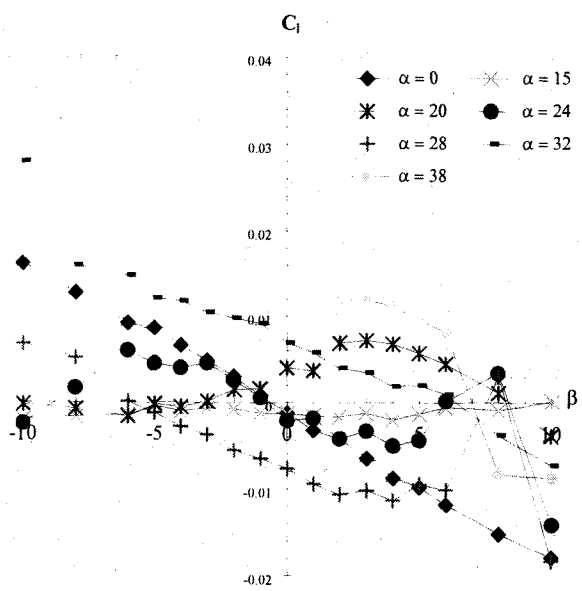 Cₗ
0.04
α = 0 α = 15
α = 20 α = 24
0.03
α = 28 α = 32
α = 38
0.02
0.01
0 β
-10 -5 0 5 10
-0.01
-0.02